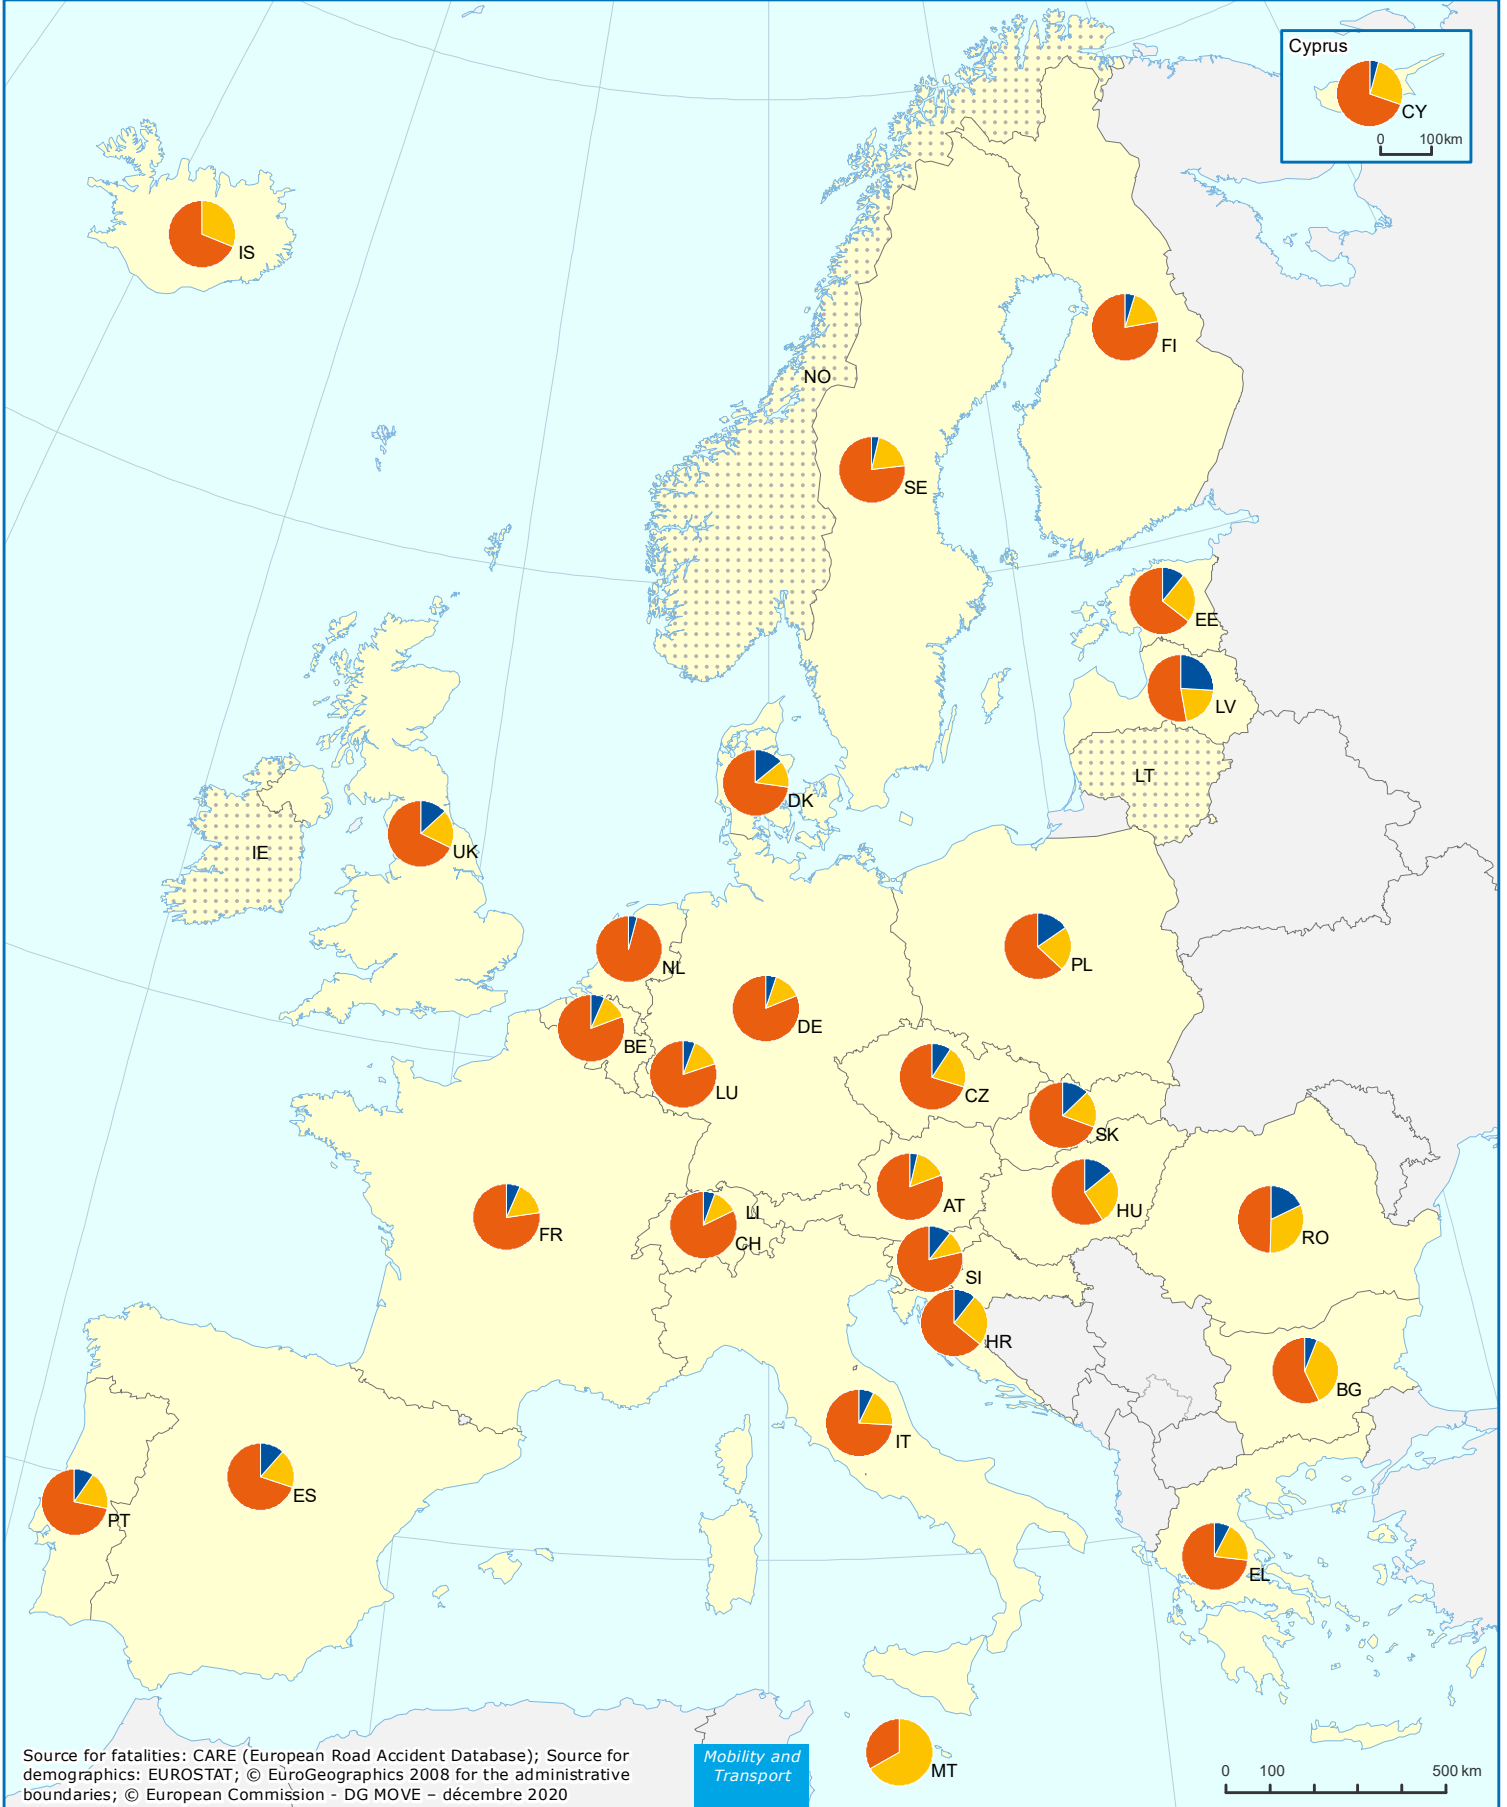 Cyprus
CY
0 100km
IS
FI
NO
SE
EE
LV
LT
DK
IE
UK
NL
PL
DE
BE
LU
CZ
SK
AT
HU
LI
FR
CH
RO
SI
HR
BG
IT
ES
PT
EL
MT
Source for fatalities: CARE (European Road Accident Database); Source for
demographics: EUROSTAT; © EuroGeographics 2008 for the administrative
boundaries; © European Commission - DG MOVE – décembre 2020
Mobility and
Transport
0 100 500 km